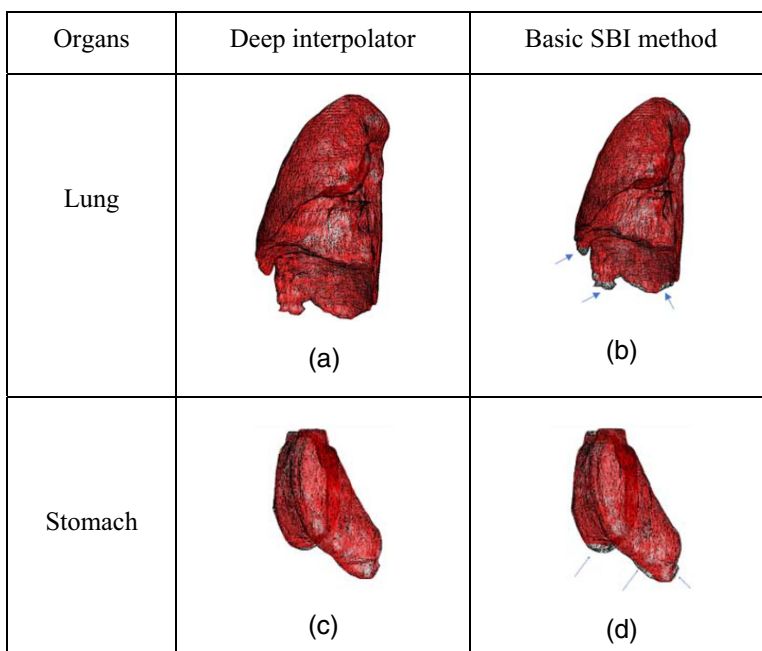 Organs Deep interpolator Basic SBI method
Lung
(a) (b)
Stomach
(c) (d)